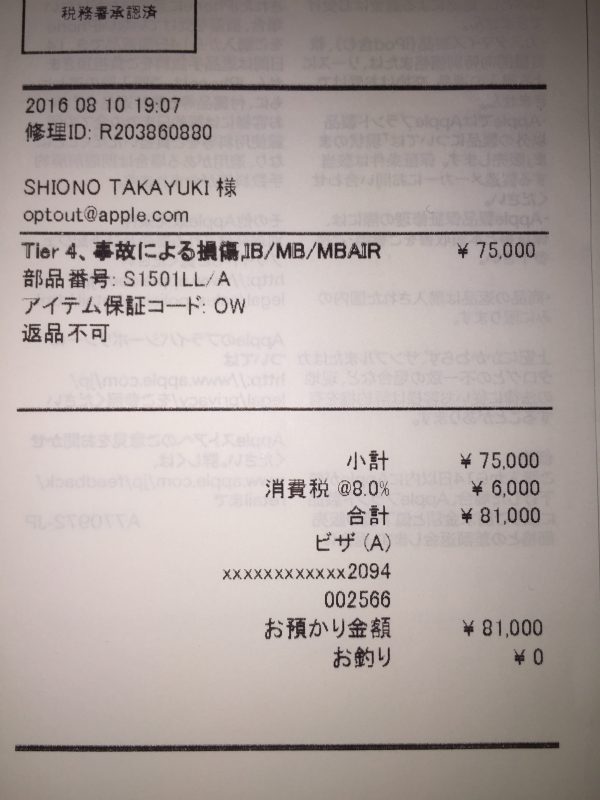 税務署承認済
2016 08 10 19:07
修理ID: R203860880
SHIONO TAKAYUKI 様
optout@apple.com
Tier 4、事故による損傷,IB/MB/MBAIR ¥ 75,000
部品番号: S1501LL/A
アイテム保証コード: OW
返品不可
小計 ¥ 75,000
消費税 @8.0% ¥ 6,000
合計 ¥ 81,000
ビザ (A)
xxxxxxxxxxxx2094
002566
お預かり金額 ¥ 81,000
お釣り ¥ 0